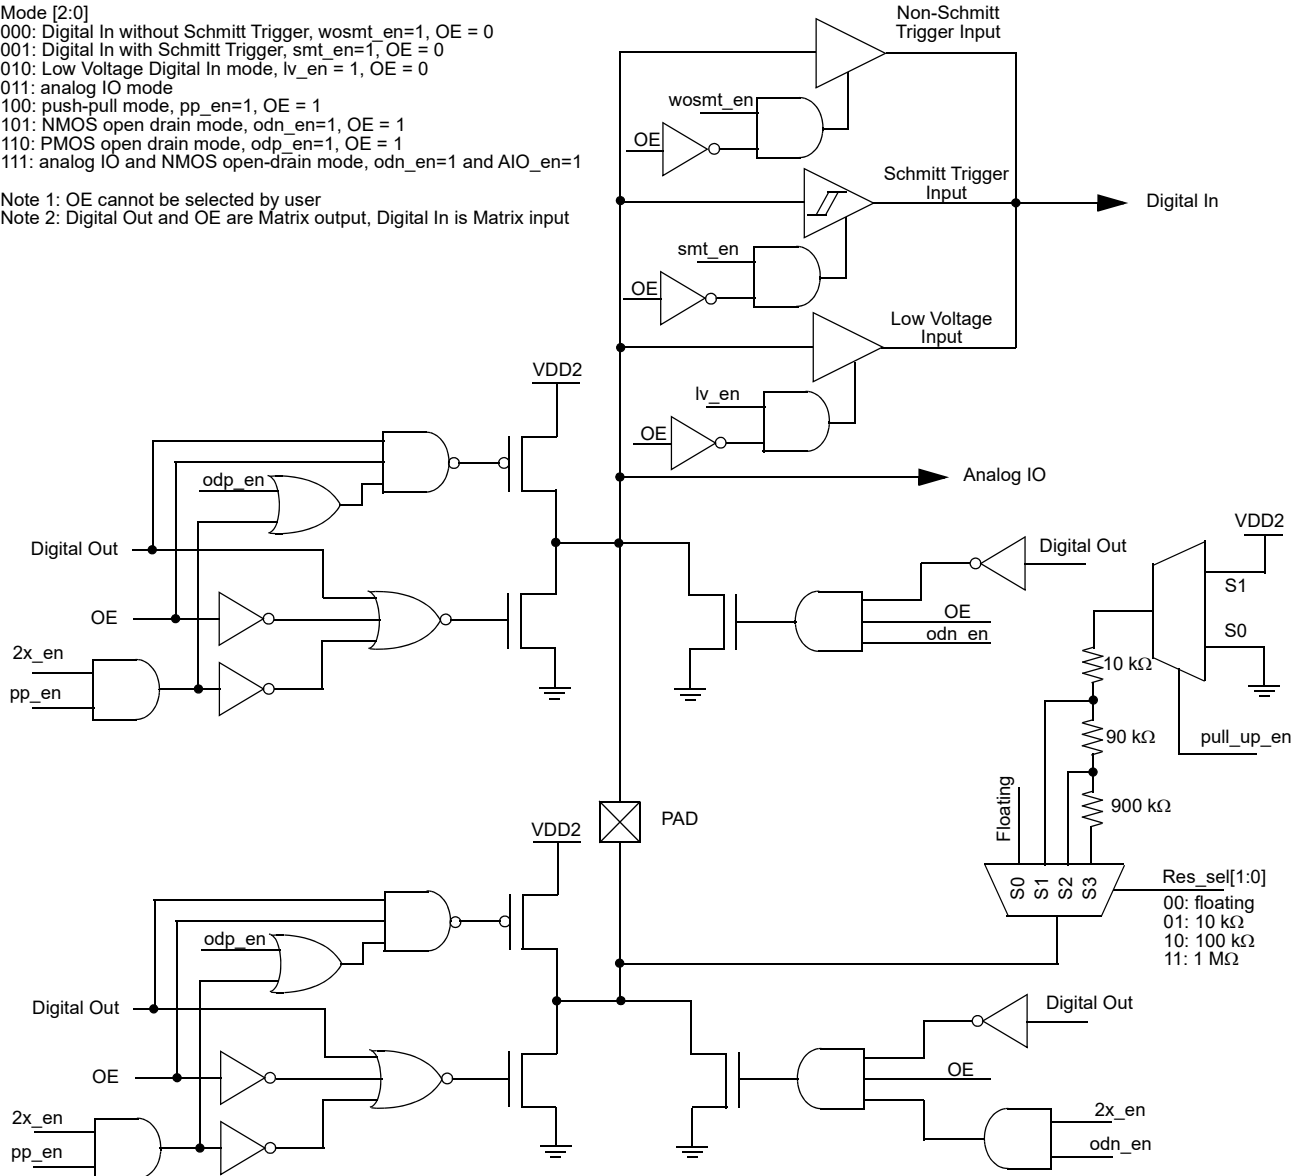 Mode [2:0]
000: Digital In without Schmitt Trigger, wosmt_en=1, OE = 0
001: Digital In with Schmitt Trigger, smt_en=1, OE = 0
010: Low Voltage Digital In mode, lv_en = 1, OE = 0
011: analog IO mode
100: push-pull mode, pp_en=1, OE = 1
101: NMOS open drain mode, odn_en=1, OE = 1
110: PMOS open drain mode, odp_en=1, OE = 1
111: analog IO and NMOS open-drain mode, odn_en=1 and AIO_en=1
Note 1: OE cannot be selected by user
Note 2: Digital Out and OE are Matrix output, Digital In is Matrix input
Non-Schmitt
Trigger Input
wosmt_en
OE
Schmitt Trigger
Input
Digital In
smt_en
OE
Low Voltage
Input
lv_en
OE
Analog IO
VDD2
odp_en
Digital Out
OE
2x_en
pp_en
Digital Out
OE
odn_en
VDD2
S1
S0
10 kΩ
pull_up_en
90 kΩ
900 kΩ
Floating
S0
S1
S2
S3
Res_sel[1:0]
00: floating
01: 10 kΩ
10: 100 kΩ
11: 1 MΩ
PAD
VDD2
odp_en
Digital Out
OE
2x_en
pp_en
Digital Out
OE
2x_en
odn_en